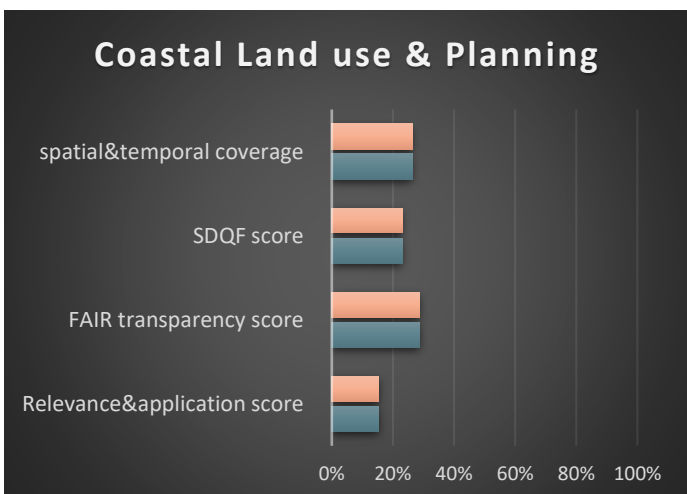 Coastal Land use & Planning
spatial&temporal coverage
SDQF score
FAIR transparency score
Relevance&application score
0% 20% 40% 60% 80% 100%